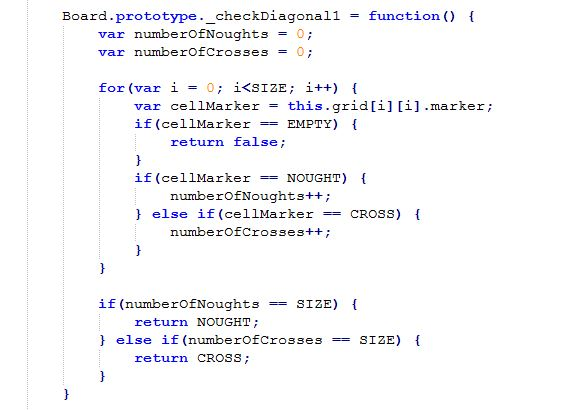 Board.prototype._checkDiagonal1 = function() {
var numberOfNoughts = 0;
var numberOfCrosses = 0;
for(var i = 0; i<SIZE; i++) {
var cellMarker = this.grid[i][i].marker;
if(cellMarker == EMPTY) {
return false;
}
if(cellMarker == NOUGHT) {
numberOfNoughts++;
} else if(cellMarker == CROSS) {
numberOfCrosses++;
}
}
if(numberOfNoughts == SIZE) {
return NOUGHT;
} else if(numberOfCrosses == SIZE) {
return CROSS;
}
}